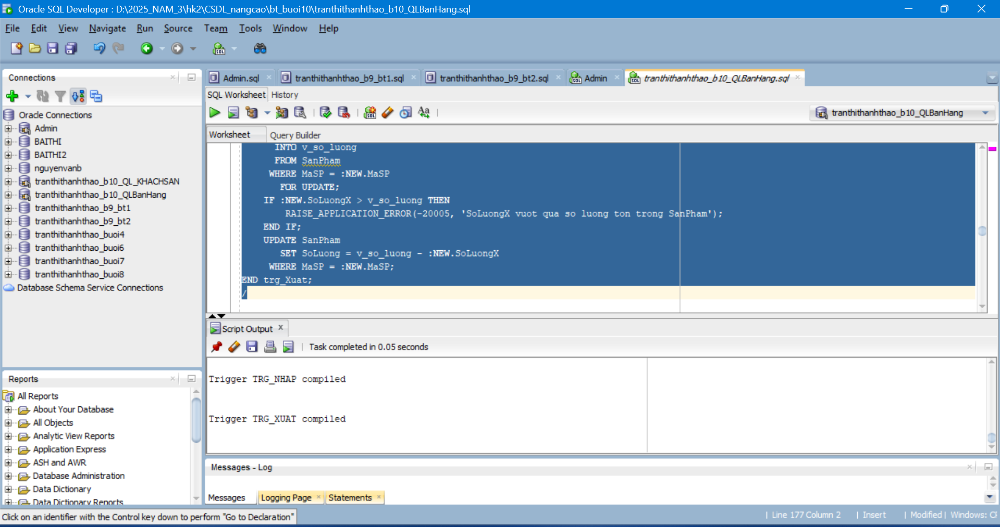 Oracle SQL Developer : D:\2025_NAM_3\hk2\CSDL_nangcao\bt_buoi10\tranthithanhthao_b10_QLBanHang.sql
File Edit View Navigate Run Source Team Tools Window Help
Connections
Oracle Connections
Admin
BAITHI
BAITHI2
nguyenvanb
tranthithanhthao_b10_QL_KHACHSAN
tranthithanhthao_b10_QLBanHang
tranthithanhthao_b9_bt1
tranthithanhthao_b9_bt2
tranthithanhthao_buoi4
tranthithanhthao_buoi6
tranthithanhthao_buoi7
tranthithanhthao_buoi8
Database Schema Service Connections
Reports
All Reports
About Your Database
All Objects
Analytic View Reports
Application Express
ASH and AWR
Database Administration
Data Dictionary
Data Dictionary Reports
Admin.sql tranthithanhthao_b9_bt1.sql tranthithanhthao_b9_bt2.sql Admin tranthithanhthao_b10_QLBanHang.sql
SQL Worksheet History
tranthithanhthao_b10_QLBanHang
Worksheet Query Builder
INTO v_so_luong
FROM SanPham
WHERE MaSP = :NEW.MaSP
FOR UPDATE;
IF :NEW.SoLuongX > v_so_luong THEN
RAISE_APPLICATION_ERROR(-20005, 'SoLuongX vuot qua so luong ton trong SanPham');
END IF;
UPDATE SanPham
SET SoLuong = v_so_luong - :NEW.SoLuongX
WHERE MaSP = :NEW.MaSP;
END trg_Xuat;
/
Script Output
Task completed in 0.05 seconds
Trigger TRG_NHAP compiled
Trigger TRG_XUAT compiled
Messages - Log
Messages Logging Page Statements
Click on an identifier with the Control key down to perform "Go to Declaration"
Line 177 Column 2 | Insert | Modified | Windows: